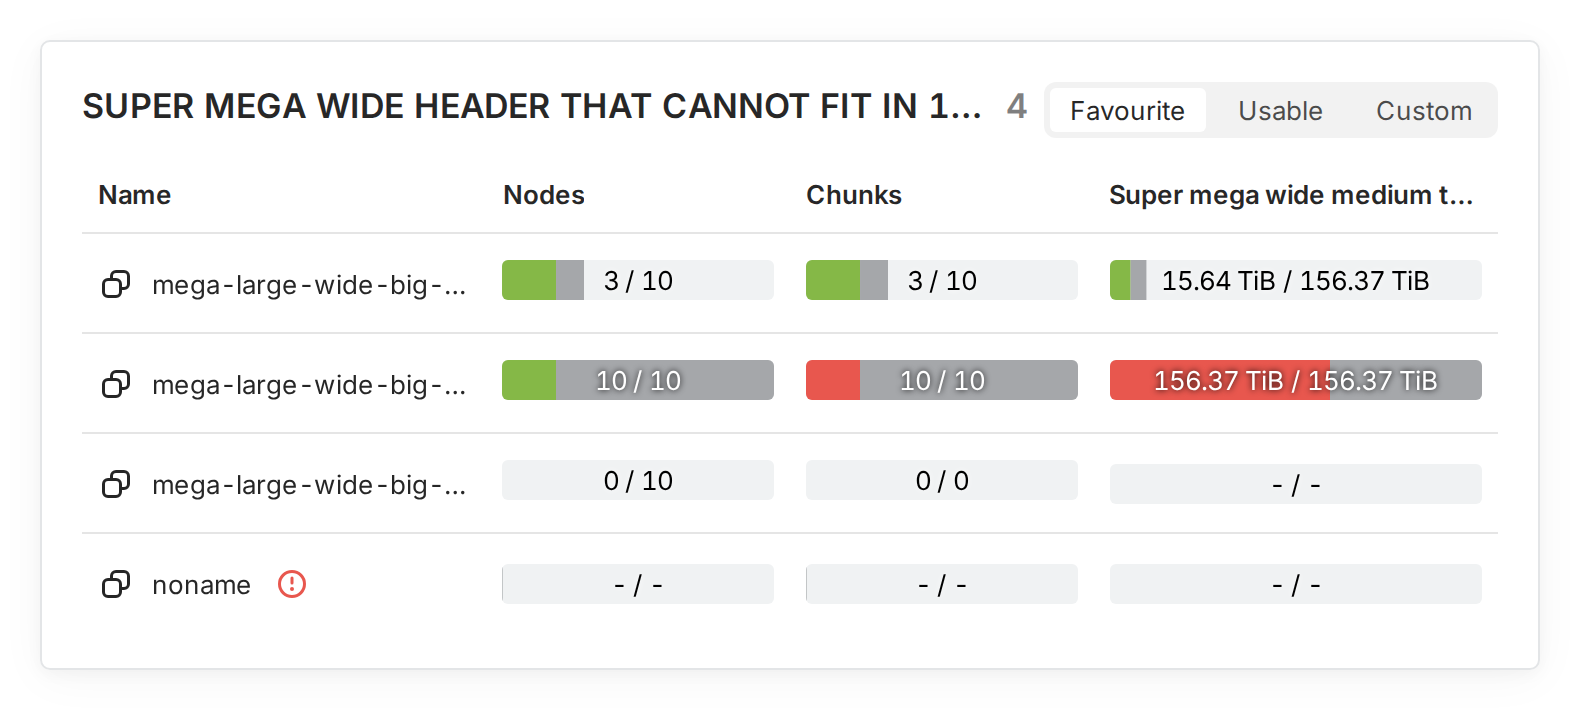 SUPER MEGA WIDE HEADER THAT CANNOT FIT IN 1... 4 Favourite Usable Custom
Name Nodes Chunks Super mega wide medium t...
mega-large-wide-big-... 3 / 10 3 / 10 15.64 TiB / 156.37 TiB
mega-large-wide-big-... 10 / 10 10 / 10 156.37 TiB / 156.37 TiB
mega-large-wide-big-... 0 / 10 0 / 0 - / -
noname - / - - / - - / -